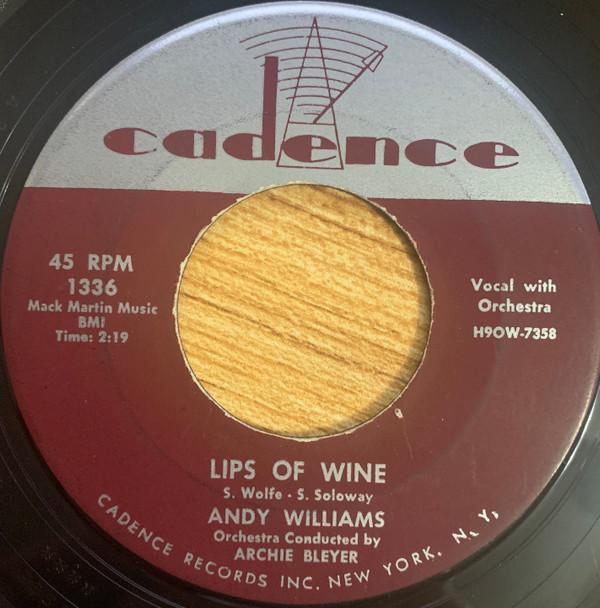 cadence
45 RPM
1336
Mack Martin Music
BMI
Time: 2:19
Vocal with
Orchestra
H9OW-7358
LIPS OF WINE
S. Wolfe - S. Soloway
ANDY WILLIAMS
Orchestra Conducted by
ARCHIE BLEYER
CADENCE RECORDS INC. NEW YORK, N.Y.